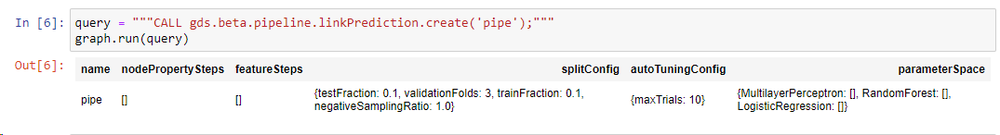 In [6]: query = """CALL gds.beta.pipeline.linkPrediction.create('pipe');"""
graph.run(query)
Out[6]: name nodePropertySteps featureSteps splitConfig autoTuningConfig parameterSpace
pipe [] [] {testFraction: 0.1, validationFolds: 3, trainFraction: 0.1, negativeSamplingRatio: 1.0} {maxTrials: 10} {MultilayerPerceptron: [], RandomForest: [], LogisticRegression: []}